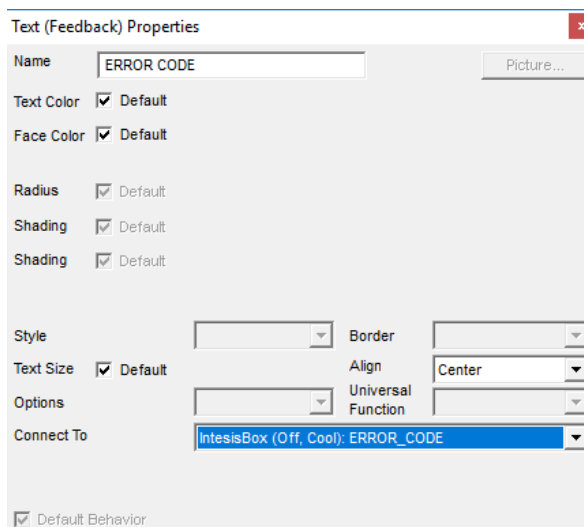 Text (Feedback) Properties
x
Name ERROR CODE Picture...
Text Color Default
Face Color Default
Radius Default
Shading Default
Shading Default
Style Border
Text Size Default Align Center
Options Universal Function
Connect To IntesisBox (Off, Cool): ERROR_CODE
Default Behavior